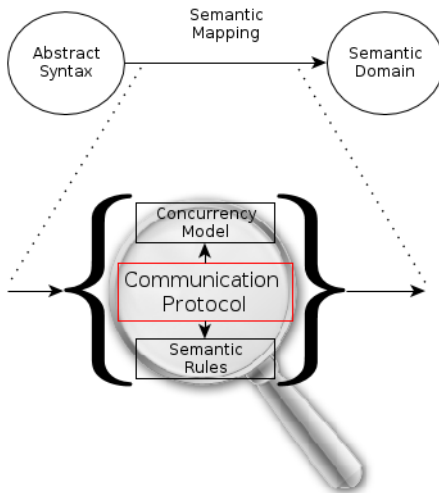 Semantic
Mapping
Abstract
Syntax
Semantic
Domain
Concurrency
Model
Communication
Protocol
Semantic
Rules